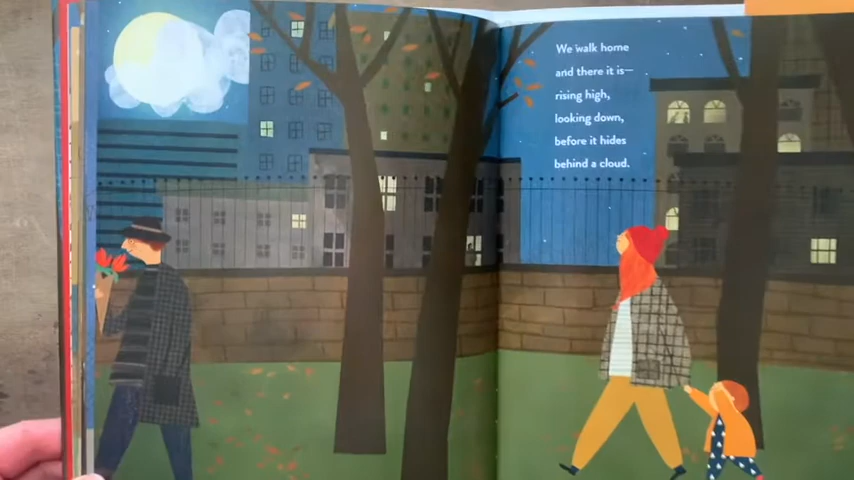 We walk home
and there it is—
rising high,
looking down,
before it hides
behind a cloud.